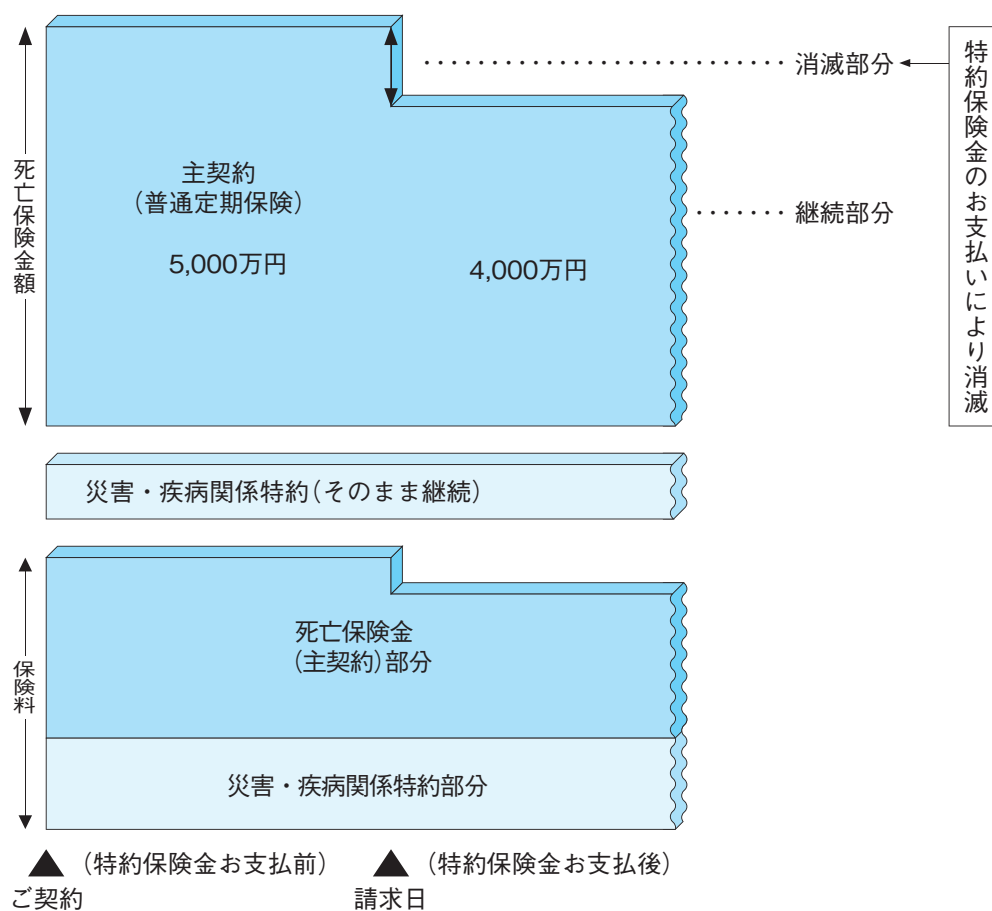 死亡保険金額
主契約
(普通定期保険)
5,000万円
4,000万円
消滅部分
継続部分
特約保険金のお支払いにより消滅
災害・疾病関係特約(そのまま継続)
保険料
死亡保険金
(主契約)部分
災害・疾病関係特約部分
▲ (特約保険金お支払前)
ご契約
▲ (特約保険金お支払後)
請求日